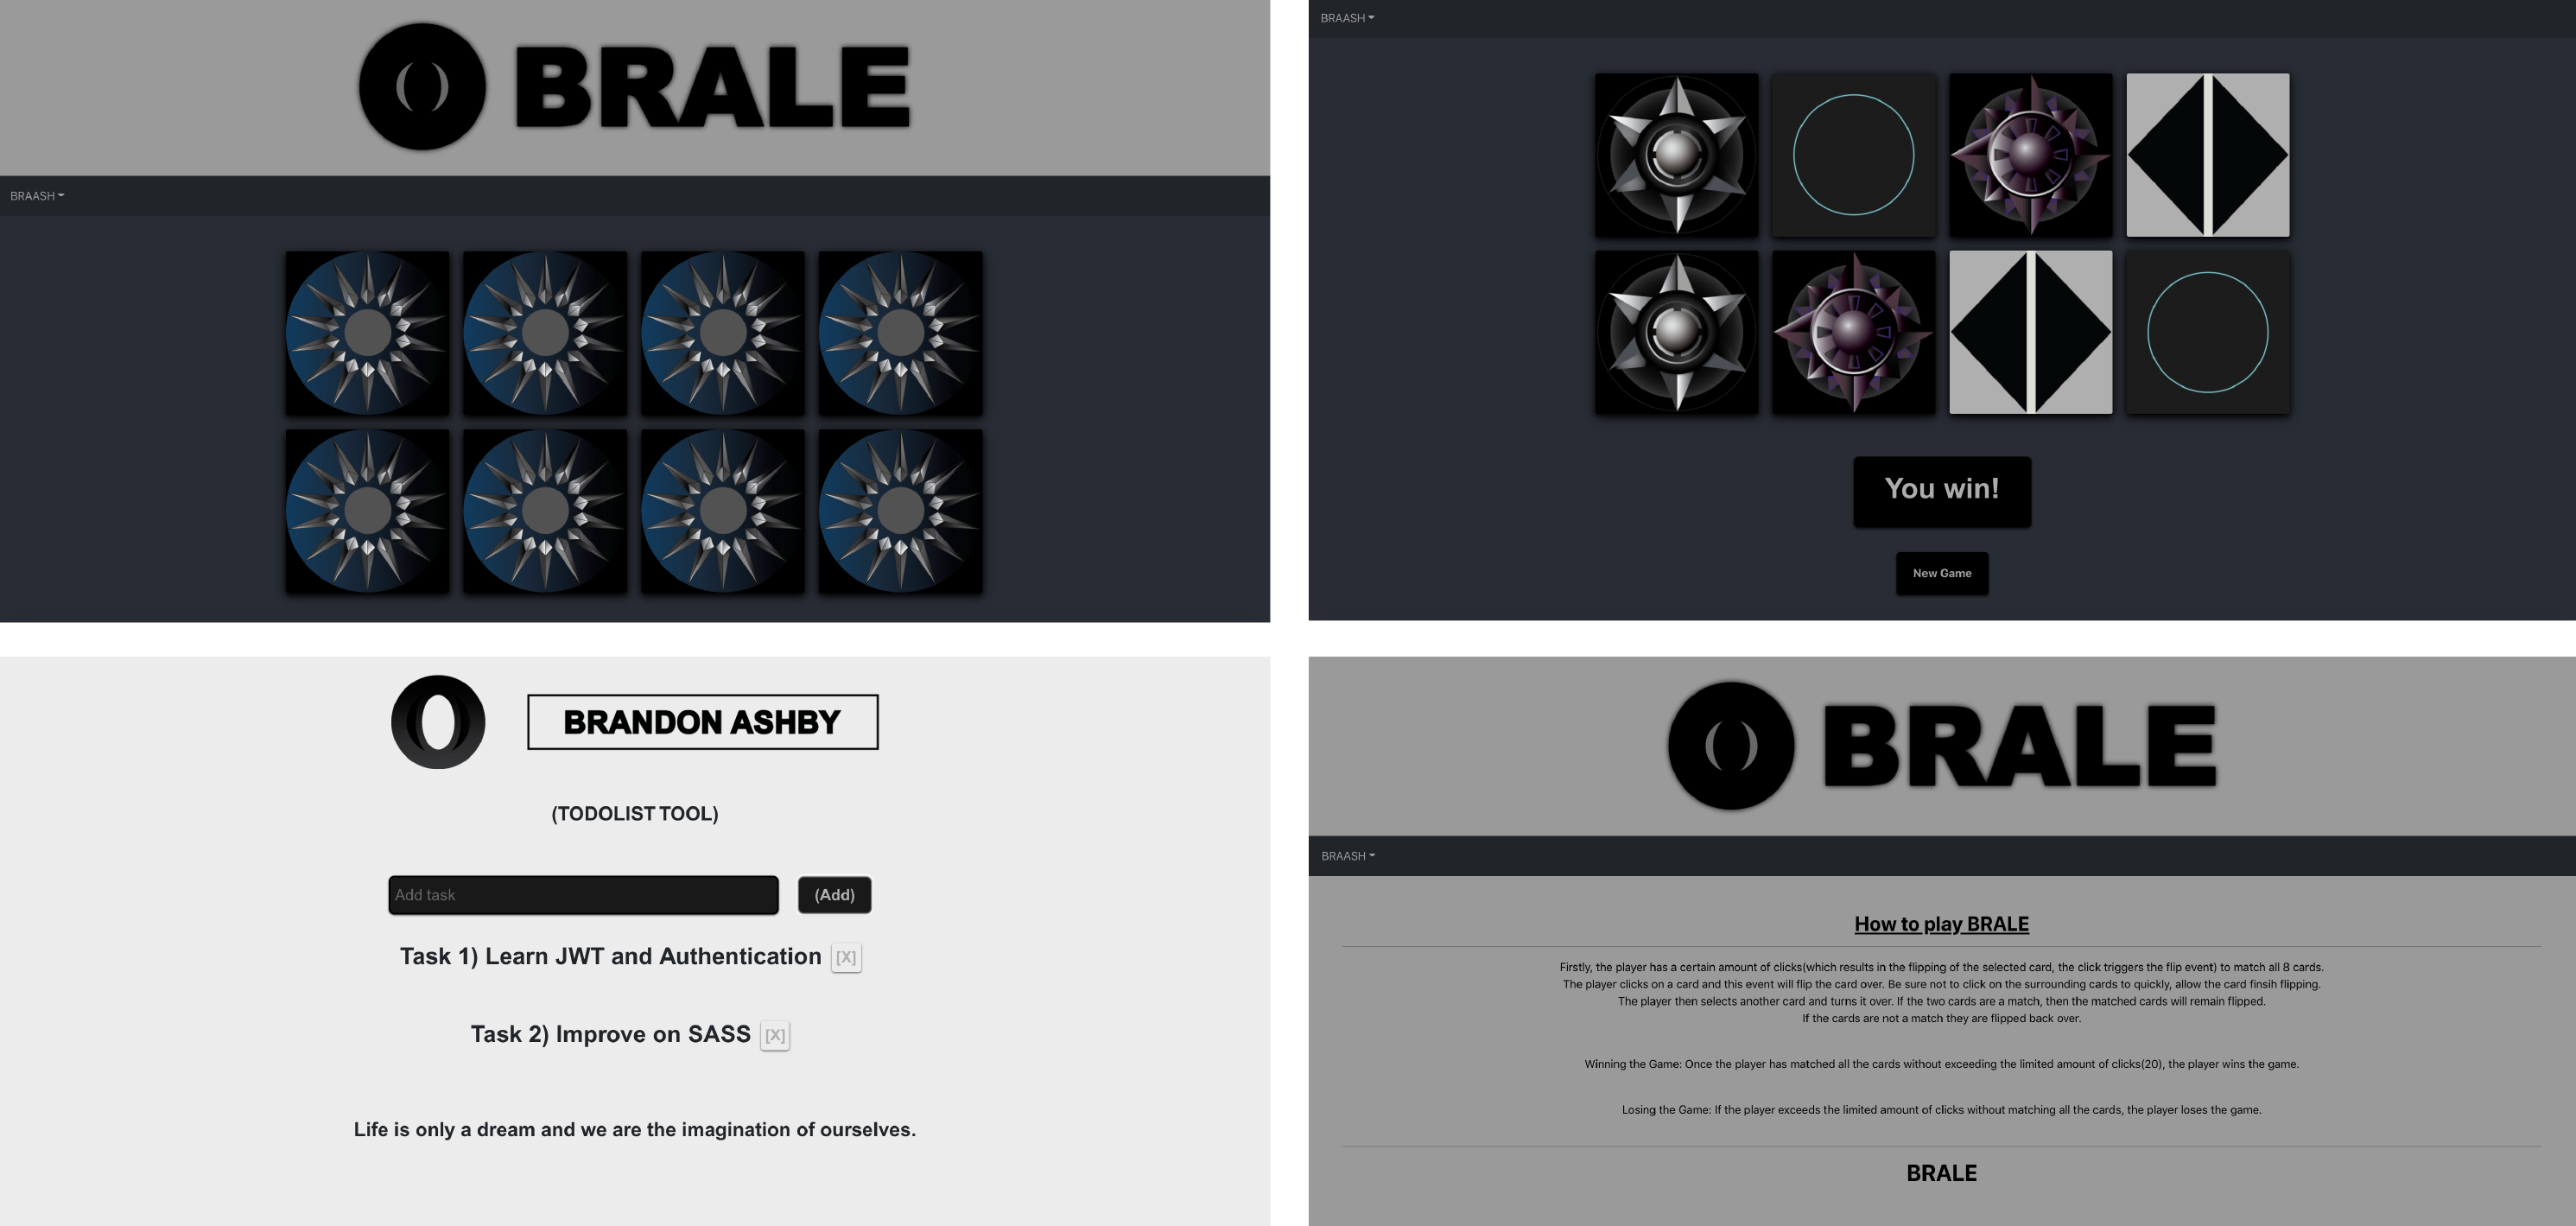 BRALE
BRAASH
BRAASH
You win!
New Game
BRANDON ASHBY
(TODOLIST TOOL)
Add task
(Add)
Task 1) Learn JWT and Authentication [X]
Task 2) Improve on SASS [X]
Life is only a dream and we are the imagination of ourselves.
BRALE
BRAASH
How to play BRALE
Firstly, the player has a certain amount of clicks(which results in the flipping of the selected card, the click triggers the flip event) to match all 8 cards.
The player clicks on a card and this event will flip the card over. Be sure not to click on the surrounding cards to quickly, allow the card finsih flipping.
The player then selects another card and turns it over. If the two cards are a match, then the matched cards will remain flipped.
If the cards are not a match they are flipped back over.
Winning the Game: Once the player has matched all the cards without exceeding the limited amount of clicks(20), the player wins the game.
Losing the Game: If the player exceeds the limited amount of clicks without matching all the cards, the player loses the game.
BRALE